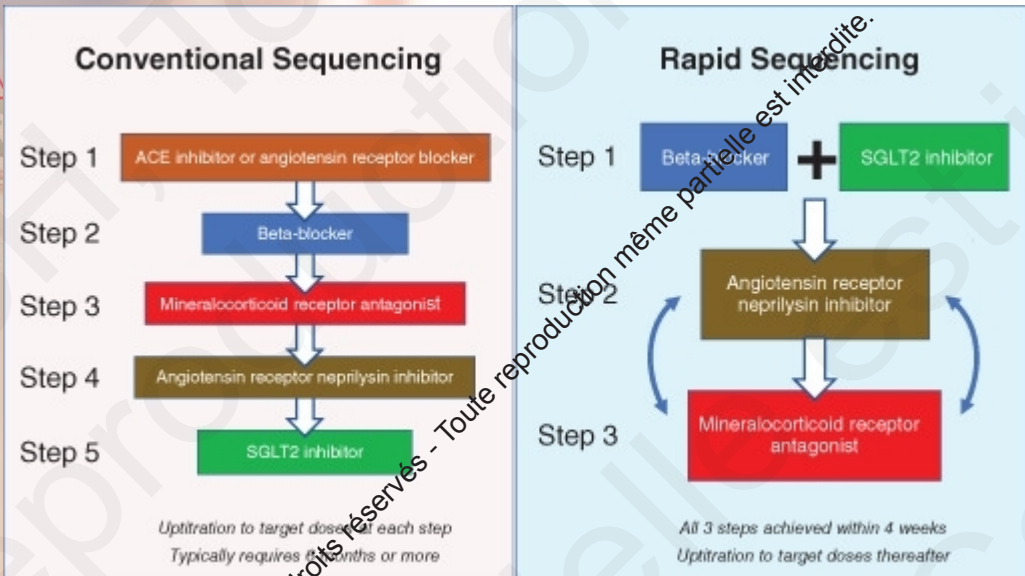 Conventional Sequencing
Step 1
ACE inhibitor or angiotensin receptor blocker
Step 2
Beta-blocker
Step 3
Mineralocorticoid receptor antagonist
Step 4
Angiotensin receptor neprilysin inhibitor
Step 5
SGLT2 inhibitor
Uptitration to target doses at each step
Typically requires 6 months or more
Rapid Sequencing
Step 1
Beta-blocker
+
SGLT2 inhibitor
Step 2
Angiotensin receptor
neprilysin inhibitor
Step 3
Mineralocorticoid receptor
antagonist
All 3 steps achieved within 4 weeks
Uptitration to target doses thereafter
droits réservés - Toute reproduction même partielle est interdite.